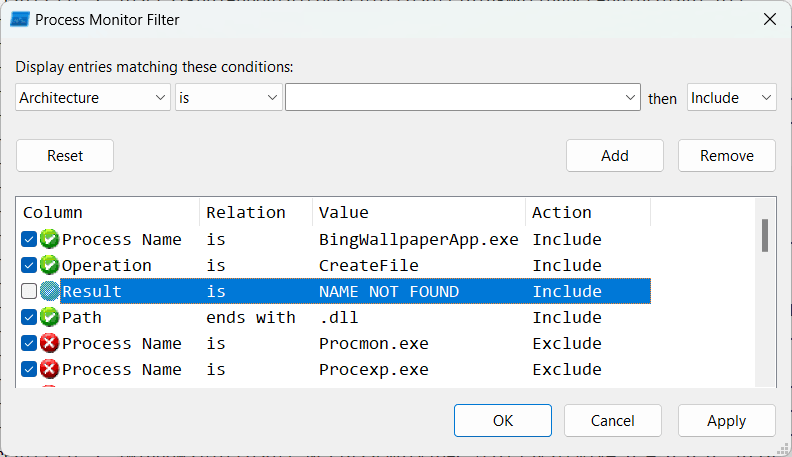 Process Monitor Filter
Display entries matching these conditions:
Architecture is then Include
Reset Add Remove
Column Relation Value Action
Process Name is BingWallpaperApp.exe Include
Operation is CreateFile Include
Result is NAME NOT FOUND Include
Path ends with .dll Include
Process Name is Procmon.exe Exclude
Process Name is Procexp.exe Exclude
OK Cancel Apply